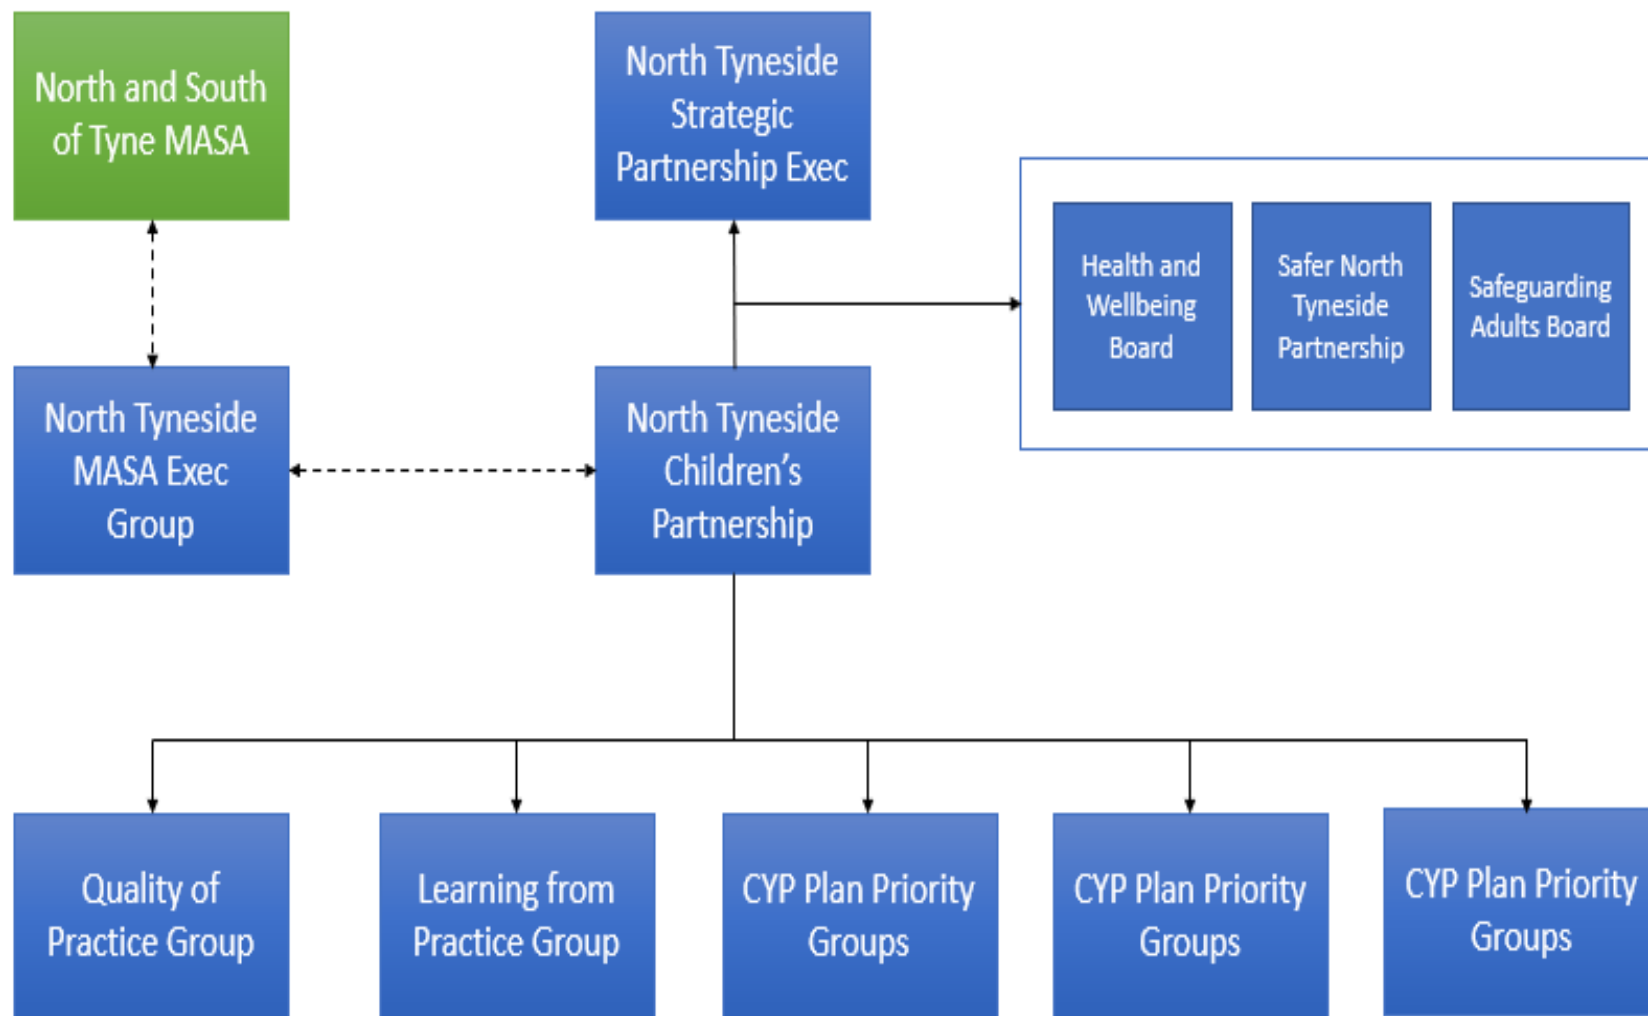 North and South
of Tyne MASA
North Tyneside
Strategic
Partnership Exec
Health and
Wellbeing
Board
Safer North
Tyneside
Partnership
Safeguarding
Adults Board
North Tyneside
MASA Exec
Group
North Tyneside
Children’s
Partnership
Quality of
Practice Group
Learning from
Practice Group
CYP Plan Priority
Groups
CYP Plan Priority
Groups
CYP Plan Priority
Groups